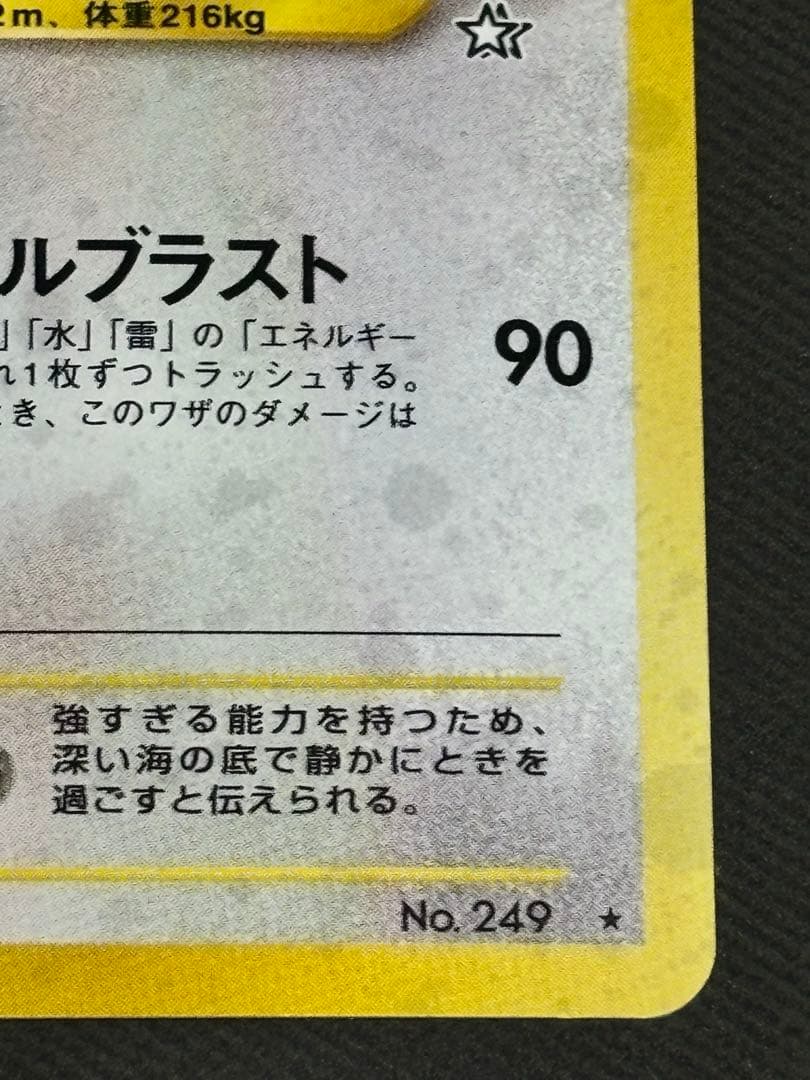 2m、体重216kg
ルブラスト
」「水」「雷」の「エネルギー
90
れ1枚ずつトラッシュする。
とき、このワザのダメージは
強すぎる能力を持つため、
深い海の底で静かにときを
過ごすと伝えられる。
No. 249 ★